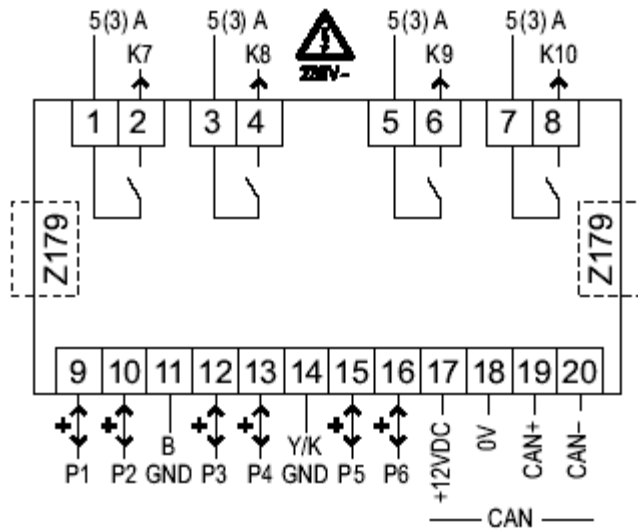 5(3) A 5(3) A 5(3) A 5(3) A
K7 K8 K9 K10
1 2 3 4 5 6 7 8
Z179 Z179
9 10 11 12 13 14 15 16 17 18 19 20
+ + + + + +
P1 P2 B GND P3 P4 Y/K GND P5 P6 +12VDC 0V CAN+ CAN-
CAN